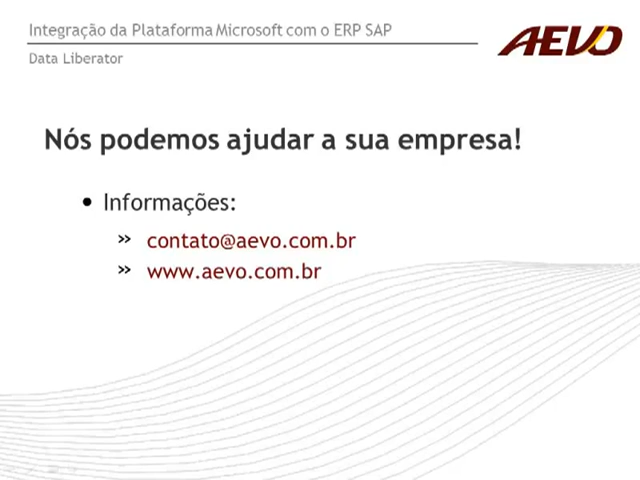 Integração da Plataforma Microsoft com o ERP SAP
AEVO
Data Liberator
Nós podemos ajudar a sua empresa!
• Informações:
» contato@aevo.com.br
» www.aevo.com.br